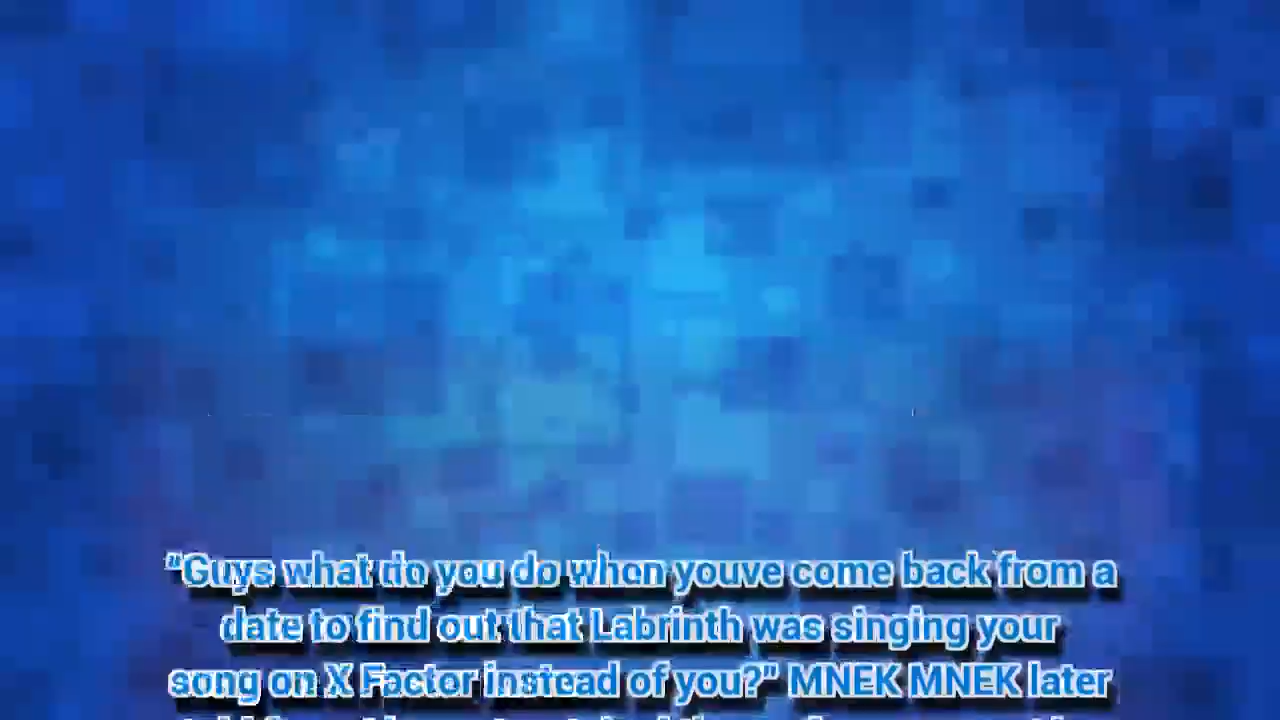 "Guys what do you do when youve come back from a
date to find out that Labrinth was singing your
song on X Factor instead of you?" MNEK MNEK later